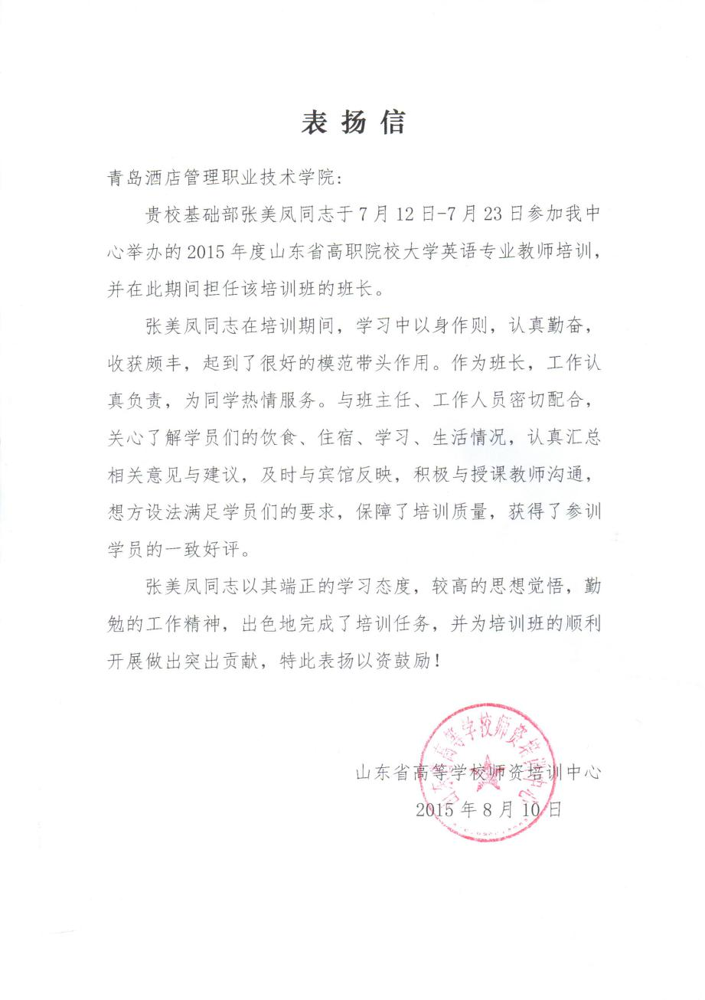 表扬信
青岛酒店管理职业技术学院：
贵校基础部张美凤同志于7月12日-7月23日参加我中
心举办的2015年度山东省高职院校大学英语专业教师培训，
并在此期间担任该培训班的班长。
张美凤同志在培训期间，学习中以身作则，认真勤奋，
收获颇丰，起到了很好的模范带头作用。作为班长，工作认
真负责，为同学热情服务。与班主任、工作人员密切配合，
关心了解学员们的饮食、住宿、学习、生活情况，认真汇总
相关意见与建议，及时与宾馆反映，积极与授课教师沟通，
想方设法满足学员们的要求，保障了培训质量，获得了参训
学员的一致好评。
张美凤同志以其端正的学习态度，较高的思想觉悟，勤
勉的工作精神，出色地完成了培训任务，并为培训班的顺利
开展做出突出贡献，特此表扬以资鼓励！
山东省高等学校师资培训中心
山东省高等学校师资培训中心
2015年8月10日